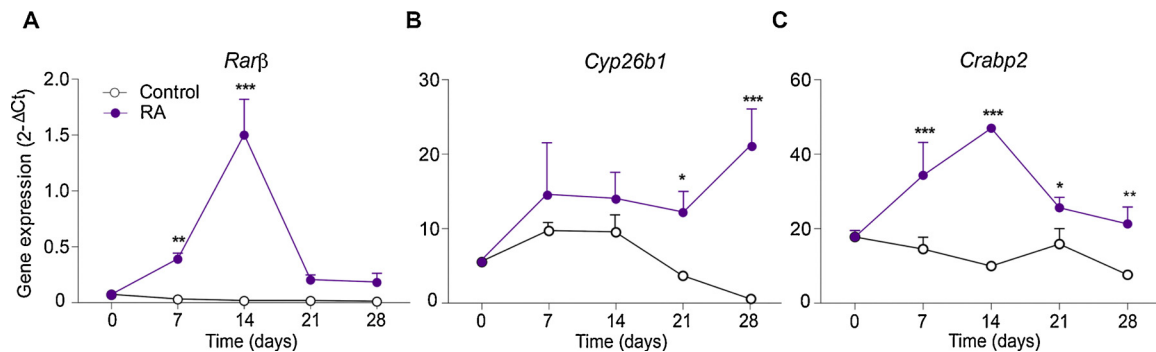 A
B
C
Rarβ
Cyp26b1
Crabp2
Gene expression (2-ΔCt)
2.0
1.5
1.0
0.5
0
Control
RA
**
***
0 7 14 21 28
Time (days)
30
20
10
0
*
***
0 7 14 21 28
Time (days)
60
40
20
0
***
***
*
**
0 7 14 21 28
Time (days)